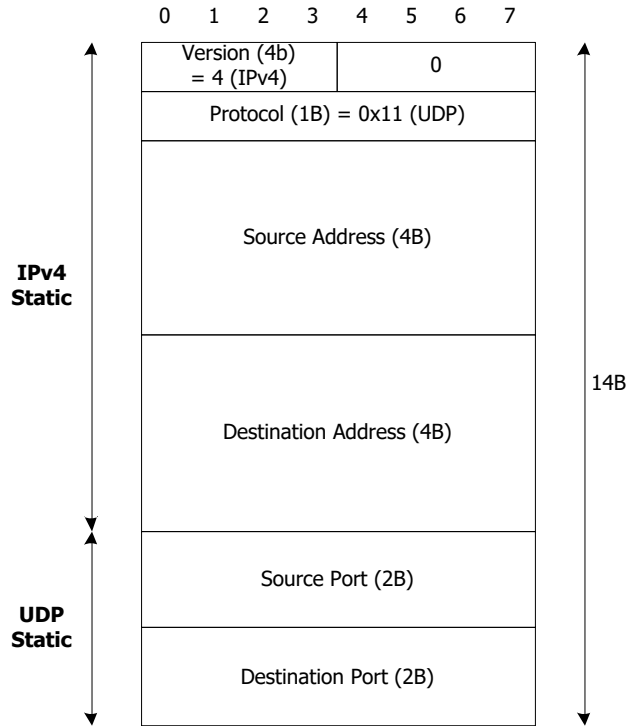 0 1 2 3 4 5 6 7
Version (4b)
= 4 (IPv4)
0
Protocol (1B) = 0x11 (UDP)
Source Address (4B)
IPv4
Static
14B
Destination Address (4B)
Source Port (2B)
UDP
Static
Destination Port (2B)